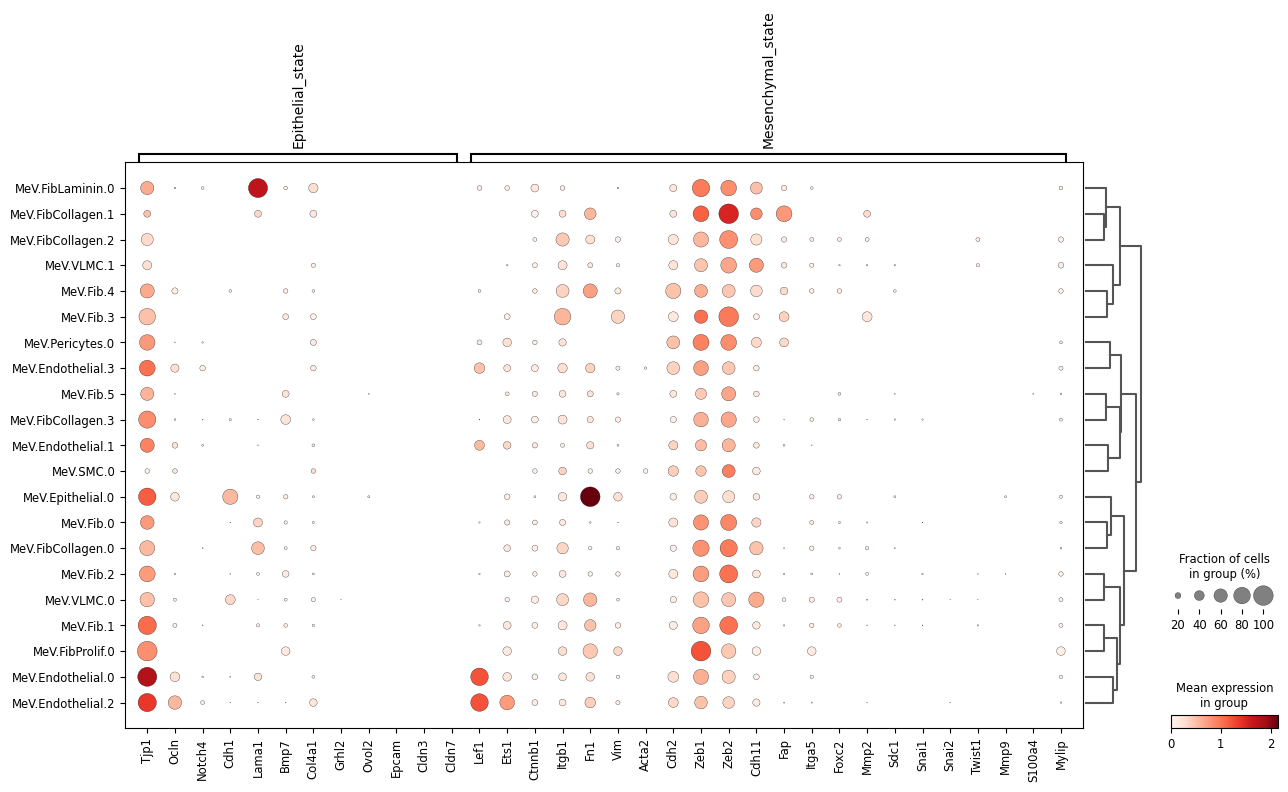 Epithelial_state
Mesenchymal_state
MeV.FibLaminin.0
MeV.FibCollagen.1
MeV.FibCollagen.2
MeV.VLMC.1
MeV.Fib.4
MeV.Fib.3
MeV.Pericytes.0
MeV.Endothelial.3
MeV.Fib.5
MeV.FibCollagen.3
MeV.Endothelial.1
MeV.SMC.0
MeV.Epithelial.0
MeV.Fib.0
MeV.FibCollagen.0
MeV.Fib.2
MeV.VLMC.0
MeV.Fib.1
MeV.FibProlif.0
MeV.Endothelial.0
MeV.Endothelial.2
Tjp1
Ocln
Notch4
Cdh1
Lama1
Bmp7
Col4a1
Grhl2
Ovol2
Epcam
Cldn3
Cldn7
Lef1
Ets1
Ctnnb1
Itgb1
Fn1
Vim
Acta2
Cdh2
Zeb1
Zeb2
Cdh11
Fap
Itga5
Foxc2
Mmp2
Sdc1
Snai1
Snai2
Twist1
Mmp9
S100a4
Mylip
Fraction of cells
in group (%)
20 40 60 80 100
Mean expression
in group
0 1 2